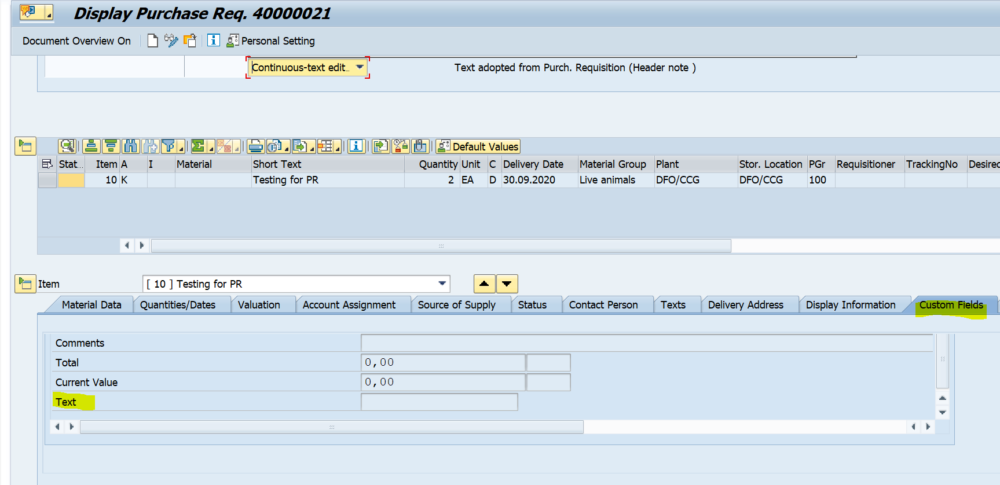 Display Purchase Req. 40000021
Document Overview On Personal Setting
Continuous-text edit... Text adopted from Purch. Requisition (Header note )
Default Values
Stat... Item A I Material Short Text Quantity Unit C Delivery Date Material Group Plant Stor. Location PGr Requisitioner TrackingNo Desired
10 K Testing for PR 2 EA D 30.09.2020 Live animals DFO/CCG DFO/CCG 100
Item [ 10 ] Testing for PR
Material Data Quantities/Dates Valuation Account Assignment Source of Supply Status Contact Person Texts Delivery Address Display Information Custom Fields
Comments
Total 0,00
Current Value 0,00
Text